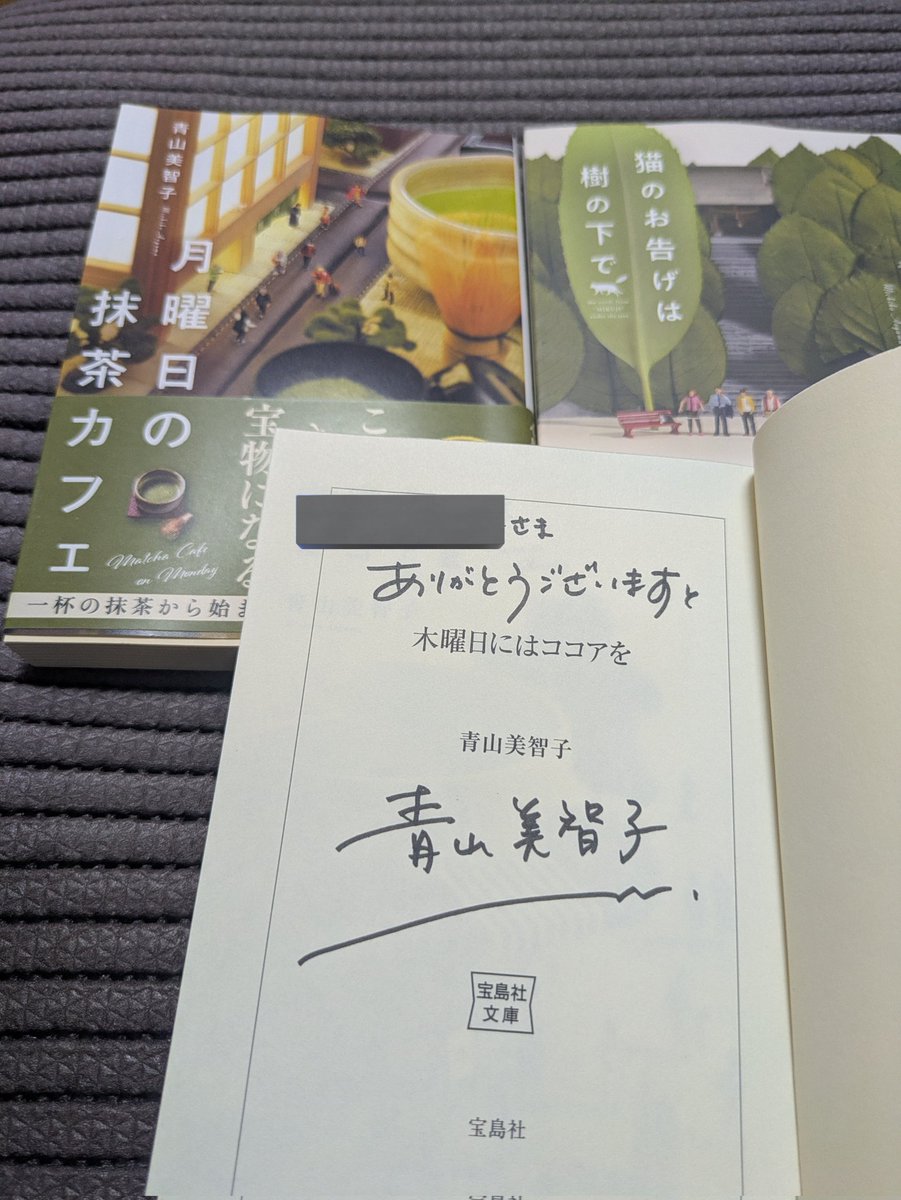 青山美智子
月曜日の
抹茶カフェ
Matcha Cafe
on Monday
宝物になる
一杯の抹茶から始ま
猫のお告げは
樹の下で
さま
ありがとうございますと
木曜日にはココアを
青山美智子
青山美智子
宝島社
文庫
宝島社